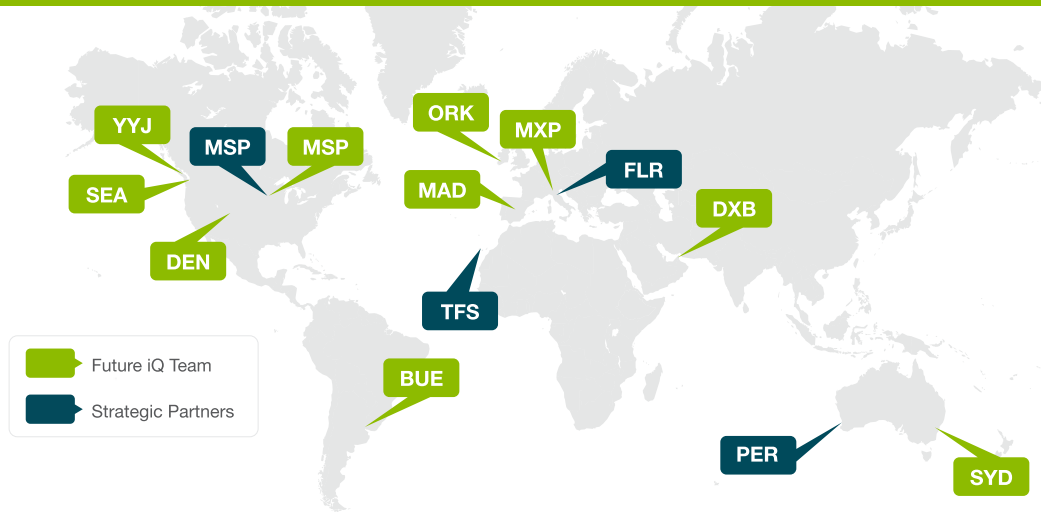 ORK
YYJ
MXP
MSP
MSP
FLR
MAD
SEA
DXB
DEN
TFS
Future iQ Team
BUE
Strategic Partners
PER
SYD